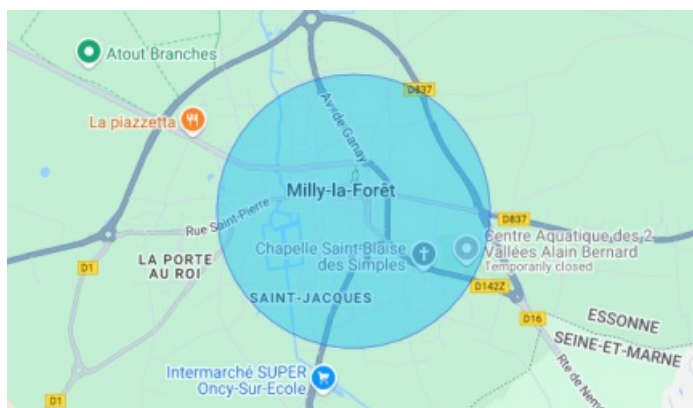 Atout Branches
D837
La piazzetta
Av. de Ganay
Milly-la-Forêt
Rue Saint-Pierre
D837
Chapelle Saint-Blaise
des Simples
Centre Aquatique des 2
Vallées Alain Bernard
Temporarily closed
LA PORTE
AU ROI
D1
D142Z
SAINT-JACQUES
D16
ESSONNE
SEINE-ET-MARNE
Intermarché SUPER
Oncy-Sur-Ecole
Rte de Nem
D1